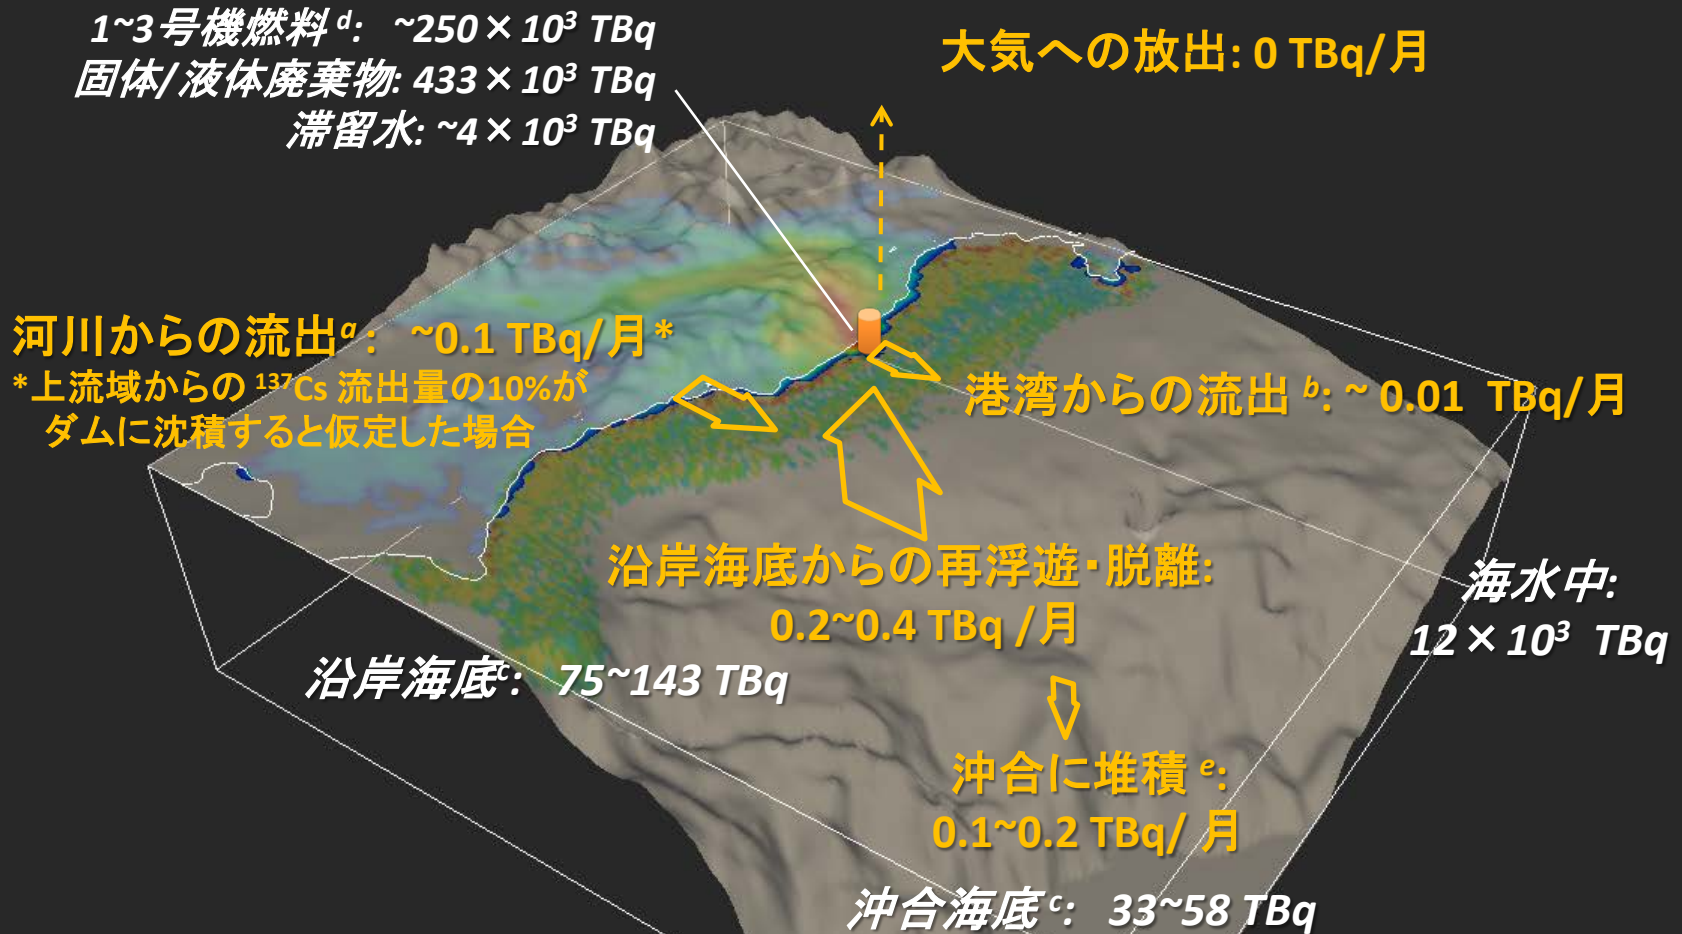 1~3号機燃料 d: ~250×10³ TBq
固体/液体廃棄物: 433×10³ TBq
滞留水: ~4×10³ TBq
大気への放出: 0 TBq/月
河川からの流出a: ~0.1 TBq/月*
*上流域からの 137Cs 流出量の10%が
ダムに沈積すると仮定した場合
港湾からの流出 b: ~ 0.01 TBq/月
沿岸海底からの再浮遊・脱離:
0.2~0.4 TBq /月
海水中:
12×10³ TBq
沿岸海底c: 75~143 TBq
沖合に堆積 e:
0.1~0.2 TBq/ 月
沖合海底 c: 33~58 TBq